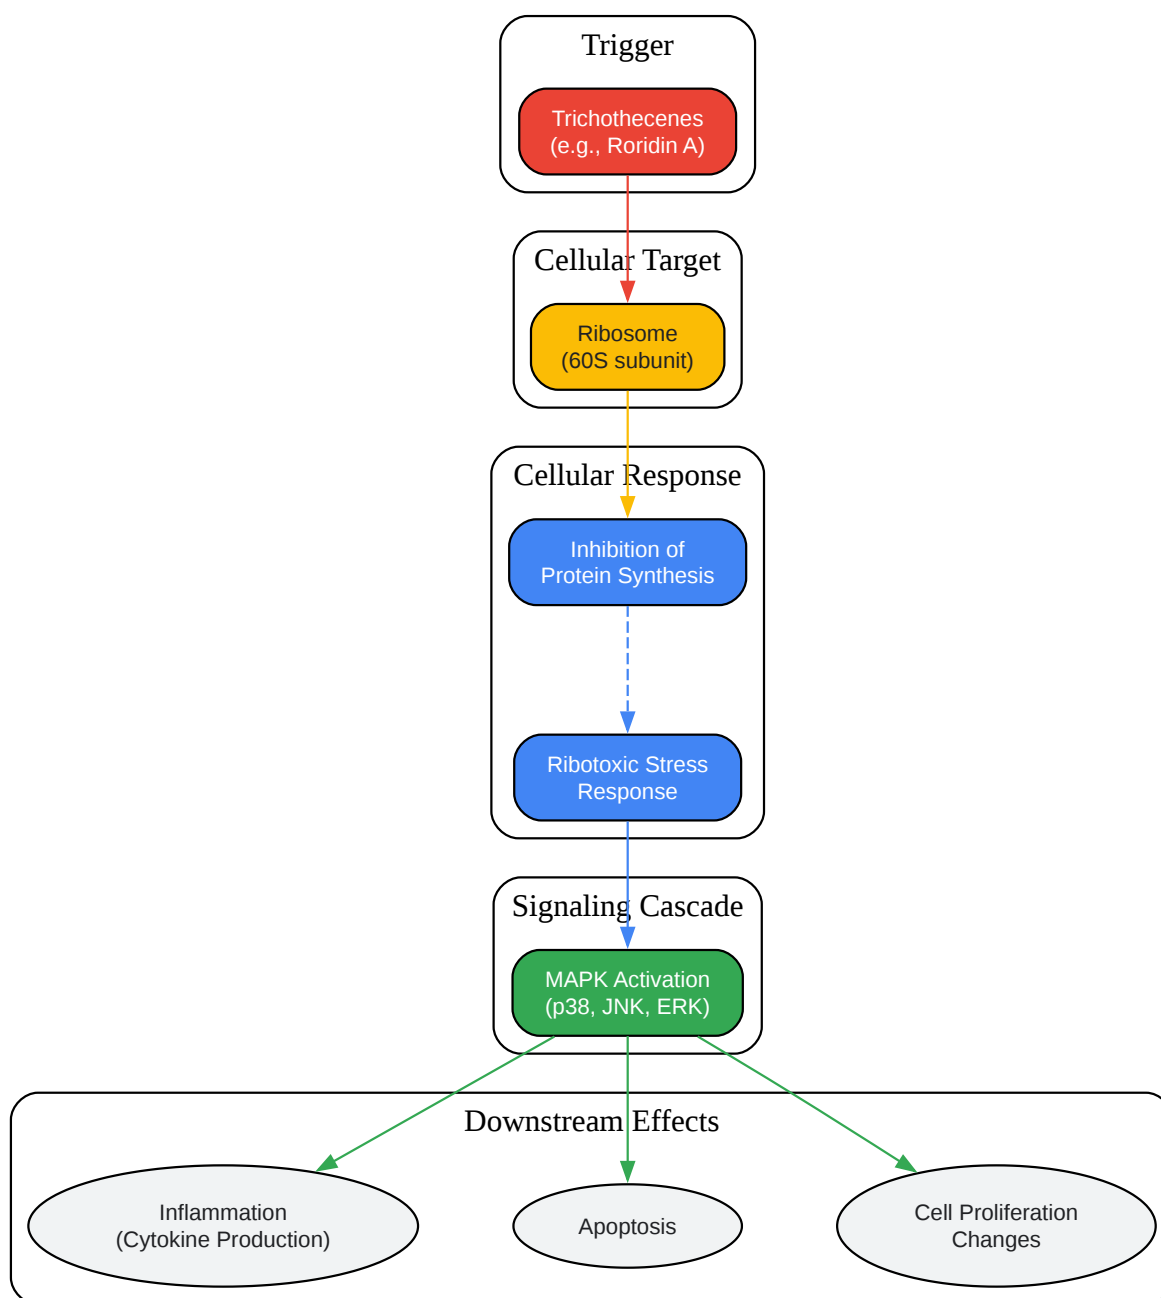 Trigger
Trichothecenes
(e.g., Roridin A)
Cellular Target
Ribosome
(60S subunit)
Cellular Response
Inhibition of
Protein Synthesis
Ribotoxic Stress
Response
Signaling Cascade
MAPK Activation
(p38, JNK, ERK)
Downstream Effects
Inflammation
(Cytokine Production)
Apoptosis
Cell Proliferation
Changes